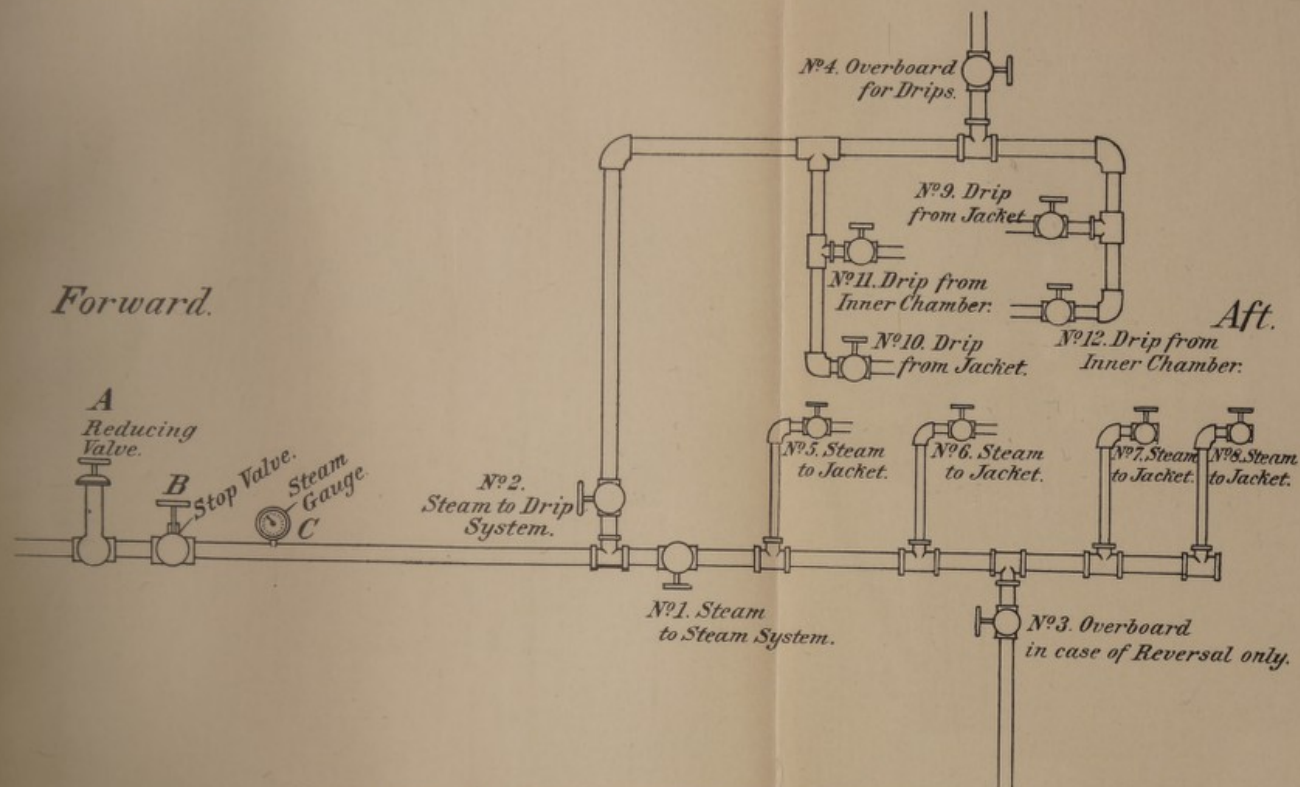 Nº4. Overboard
for Drips.
Nº9. Drip
from Jacket
Nº11. Drip from
Inner Chamber.
Forward.
Aft.
Nº10. Drip
from Jacket.
Nº12. Drip from
Inner Chamber.
A
Reducing
Valve.
B
Stop Valve.
Steam
Gauge.
C
Nº2.
Steam to Drip
System.
Nº5. Steam
to Jacket.
Nº6. Steam
to Jacket.
Nº7. Steam
to Jacket.
Nº8. Steam
to Jacket.
Nº1. Steam
to Steam System.
Nº3. Overboard
in case of Reversal only.